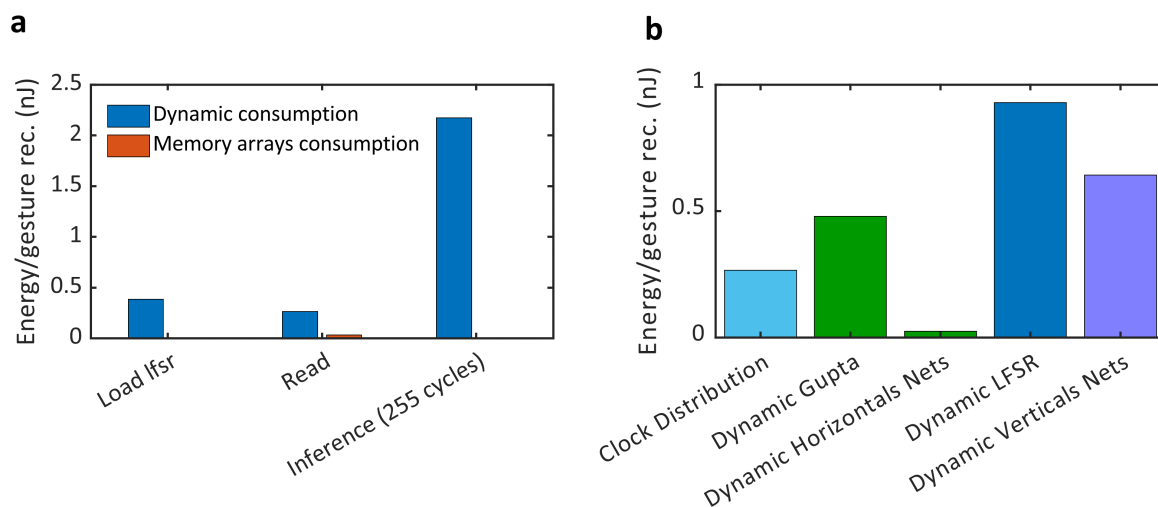 a
Energy/gesture rec. (nJ)
2.5
2
1.5
1
0.5
0
Dynamic consumption
Memory arrays consumption
Load lfsr
Read
Inference (255 cycles)
b
Energy/gesture rec. (nJ)
1
0.5
0
Clock Distribution
Dynamic Gupta
Dynamic Horizontals Nets
Dynamic LFSR
Dynamic Verticals Nets